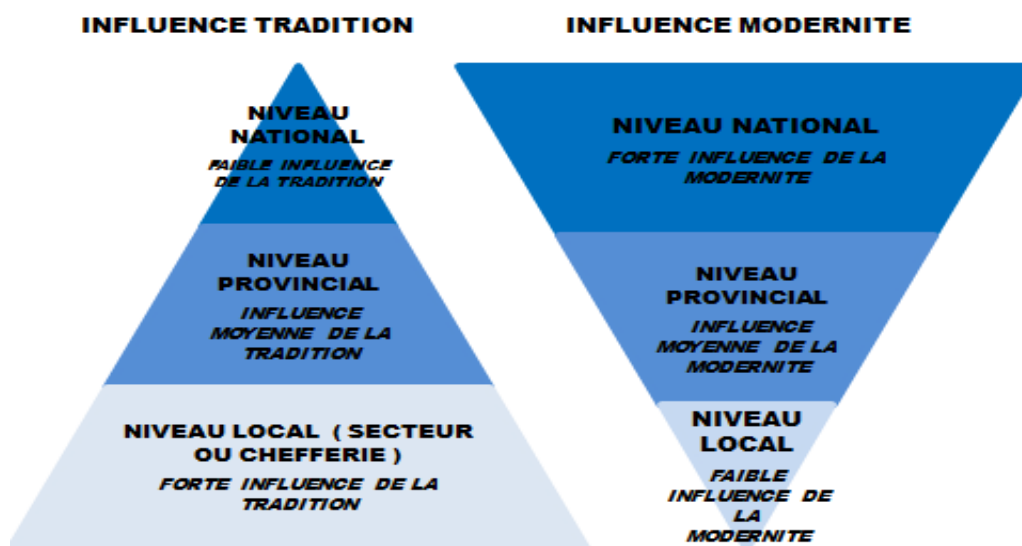 INFLUENCE TRADITION
NIVEAU
NATIONAL
FAIBLE INFLUENCE
DE LA TRADITION
NIVEAU
PROVINCIAL
INFLUENCE
MOYENNE DE LA
TRADITION
NIVEAU LOCAL ( SECTEUR
OU CHEFFERIE )
FORTE INFLUENCE DE LA
TRADITION
INFLUENCE MODERNITE
NIVEAU NATIONAL
FORTE INFLUENCE DE LA
MODERNITE
NIVEAU
PROVINCIAL
INFLUENCE
MOYENNE DE LA
MODERNITE
NIVEAU
LOCAL
FAIBLE
INFLUENCE DE
LA
MODERNITE